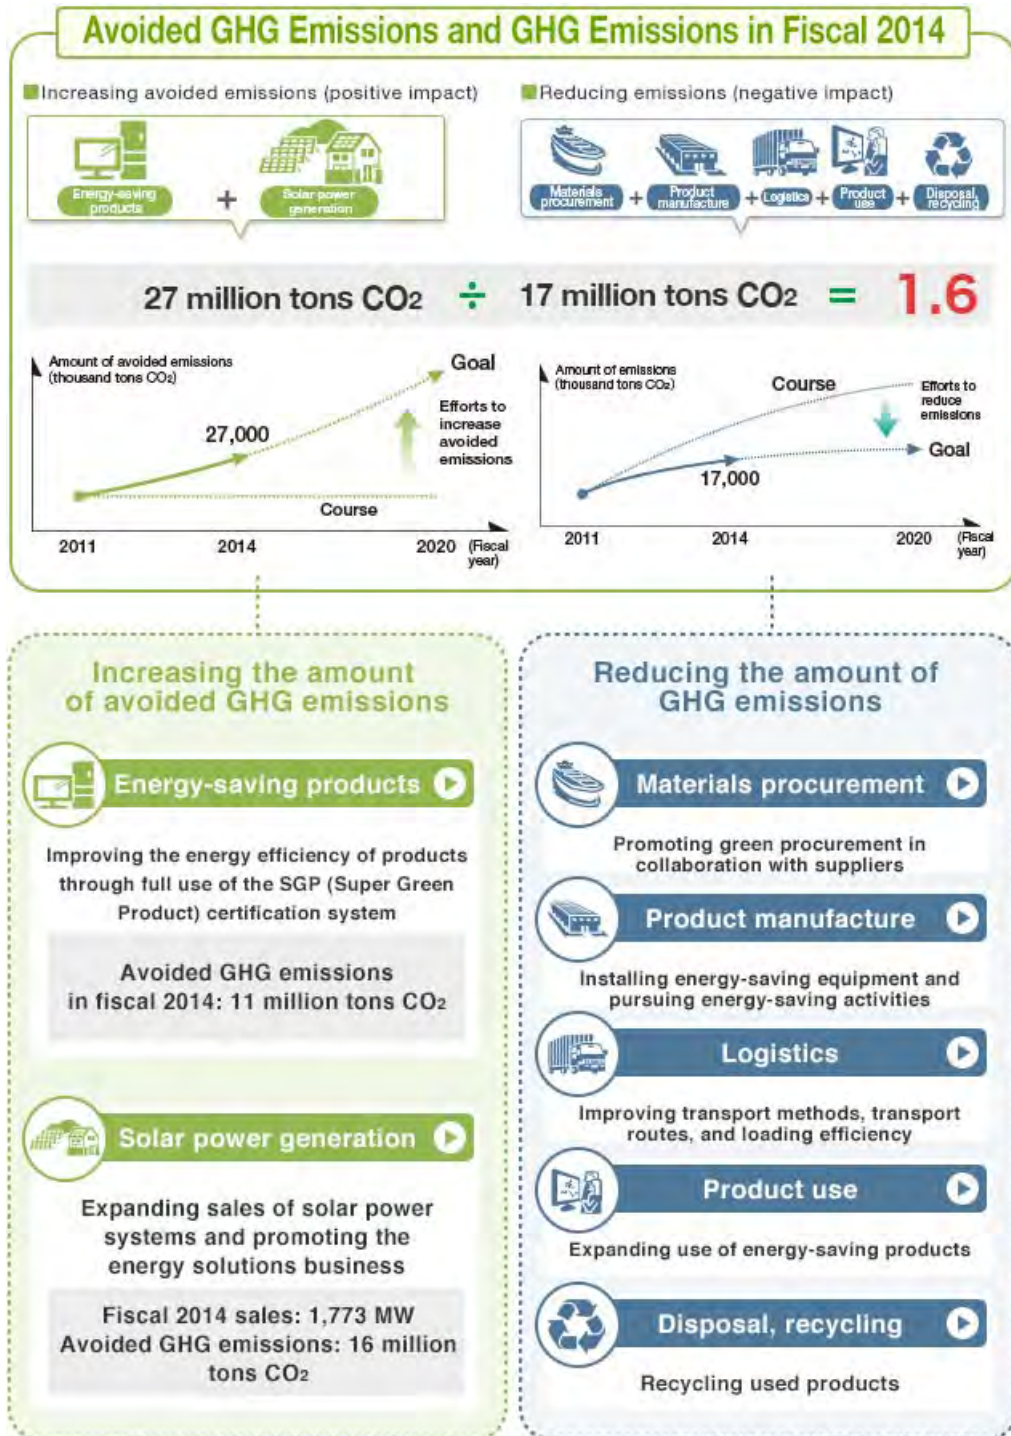 Avoided GHG Emissions and GHG Emissions in Fiscal 2014
Increasing avoided emissions (positive impact)
Energy-saving
products
+
Solar power
generation
Reducing emissions (negative impact)
Materials
procurement
+
Product
manufacture
+
Logistics
+
Product
use
+
Disposal,
recycling
27 million tons CO2 ÷ 17 million tons CO2 = 1.6
Amount of avoided emissions
(thousand tons CO2)
Goal
Efforts to
increase
avoided
emissions
27,000
Course
2011 2014 2020 (Fiscal
year)
Amount of emissions
(thousand tons CO2)
Course
Efforts to
reduce
emissions
Goal
17,000
2011 2014 2020 (Fiscal
year)
Increasing the amount
of avoided GHG emissions
Energy-saving products
Improving the energy efficiency of products
through full use of the SGP (Super Green
Product) certification system
Avoided GHG emissions
in fiscal 2014: 11 million tons CO2
Solar power generation
Expanding sales of solar power
systems and promoting the
energy solutions business
Fiscal 2014 sales: 1,773 MW
Avoided GHG emissions: 16 million
tons CO2
Reducing the amount of
GHG emissions
Materials procurement
Promoting green procurement in
collaboration with suppliers
Product manufacture
Installing energy-saving equipment and
pursuing energy-saving activities
Logistics
Improving transport methods, transport
routes, and loading efficiency
Product use
Expanding use of energy-saving products
Disposal, recycling
Recycling used products